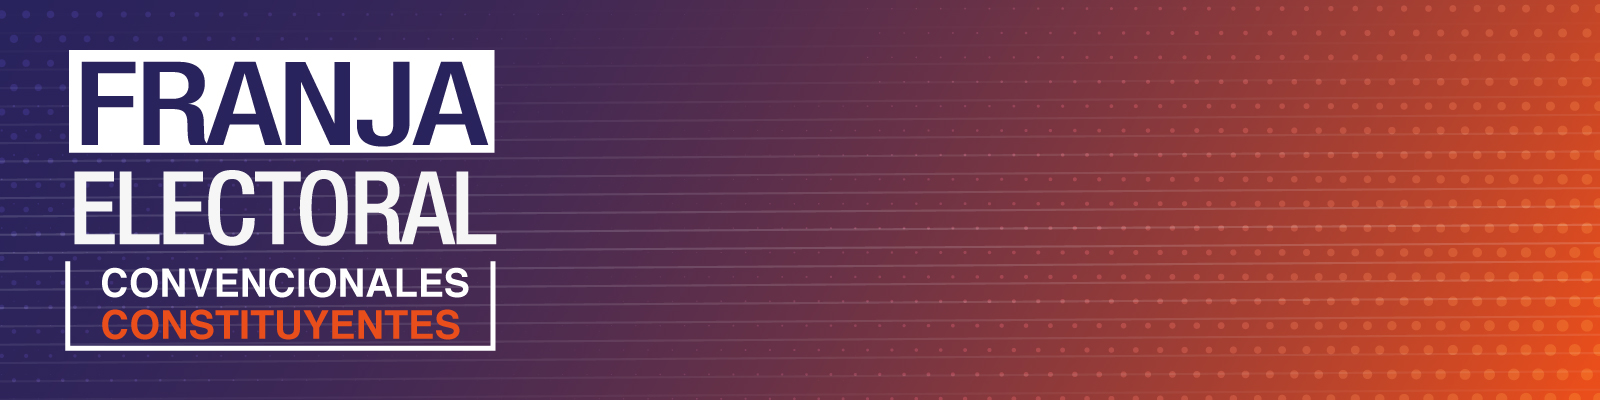 FRANJA
ELECTORAL
CONVENCIONALES
CONSTITUYENTES